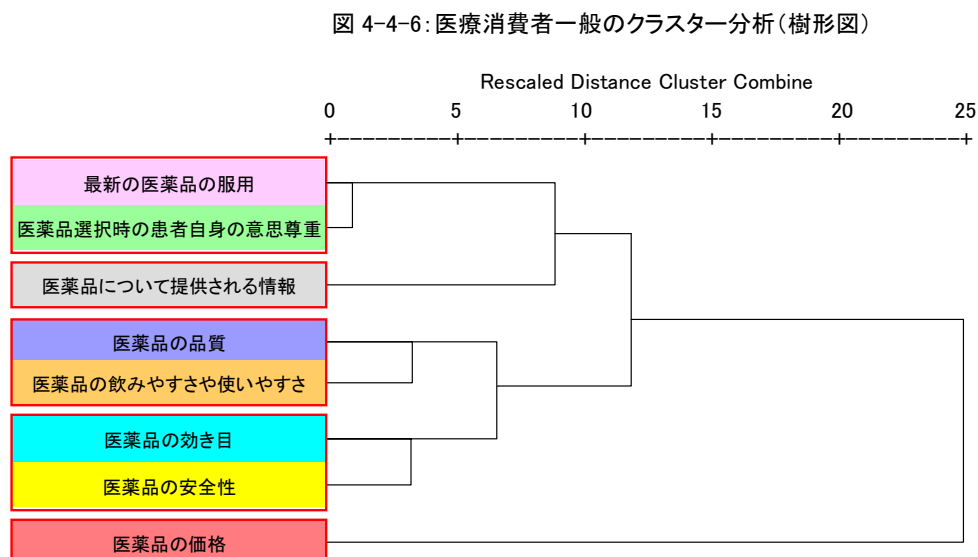 図 4-4-6：医療消費者一般のクラスター分析（樹形図）
Rescaled Distance Cluster Combine
0 5 10 15 20 25
最新の医薬品の服用
医薬品選択時の患者自身の意思尊重
医薬品について提供される情報
医薬品の品質
医薬品の飲みやすさや使いやすさ
医薬品の効き目
医薬品の安全性
医薬品の価格